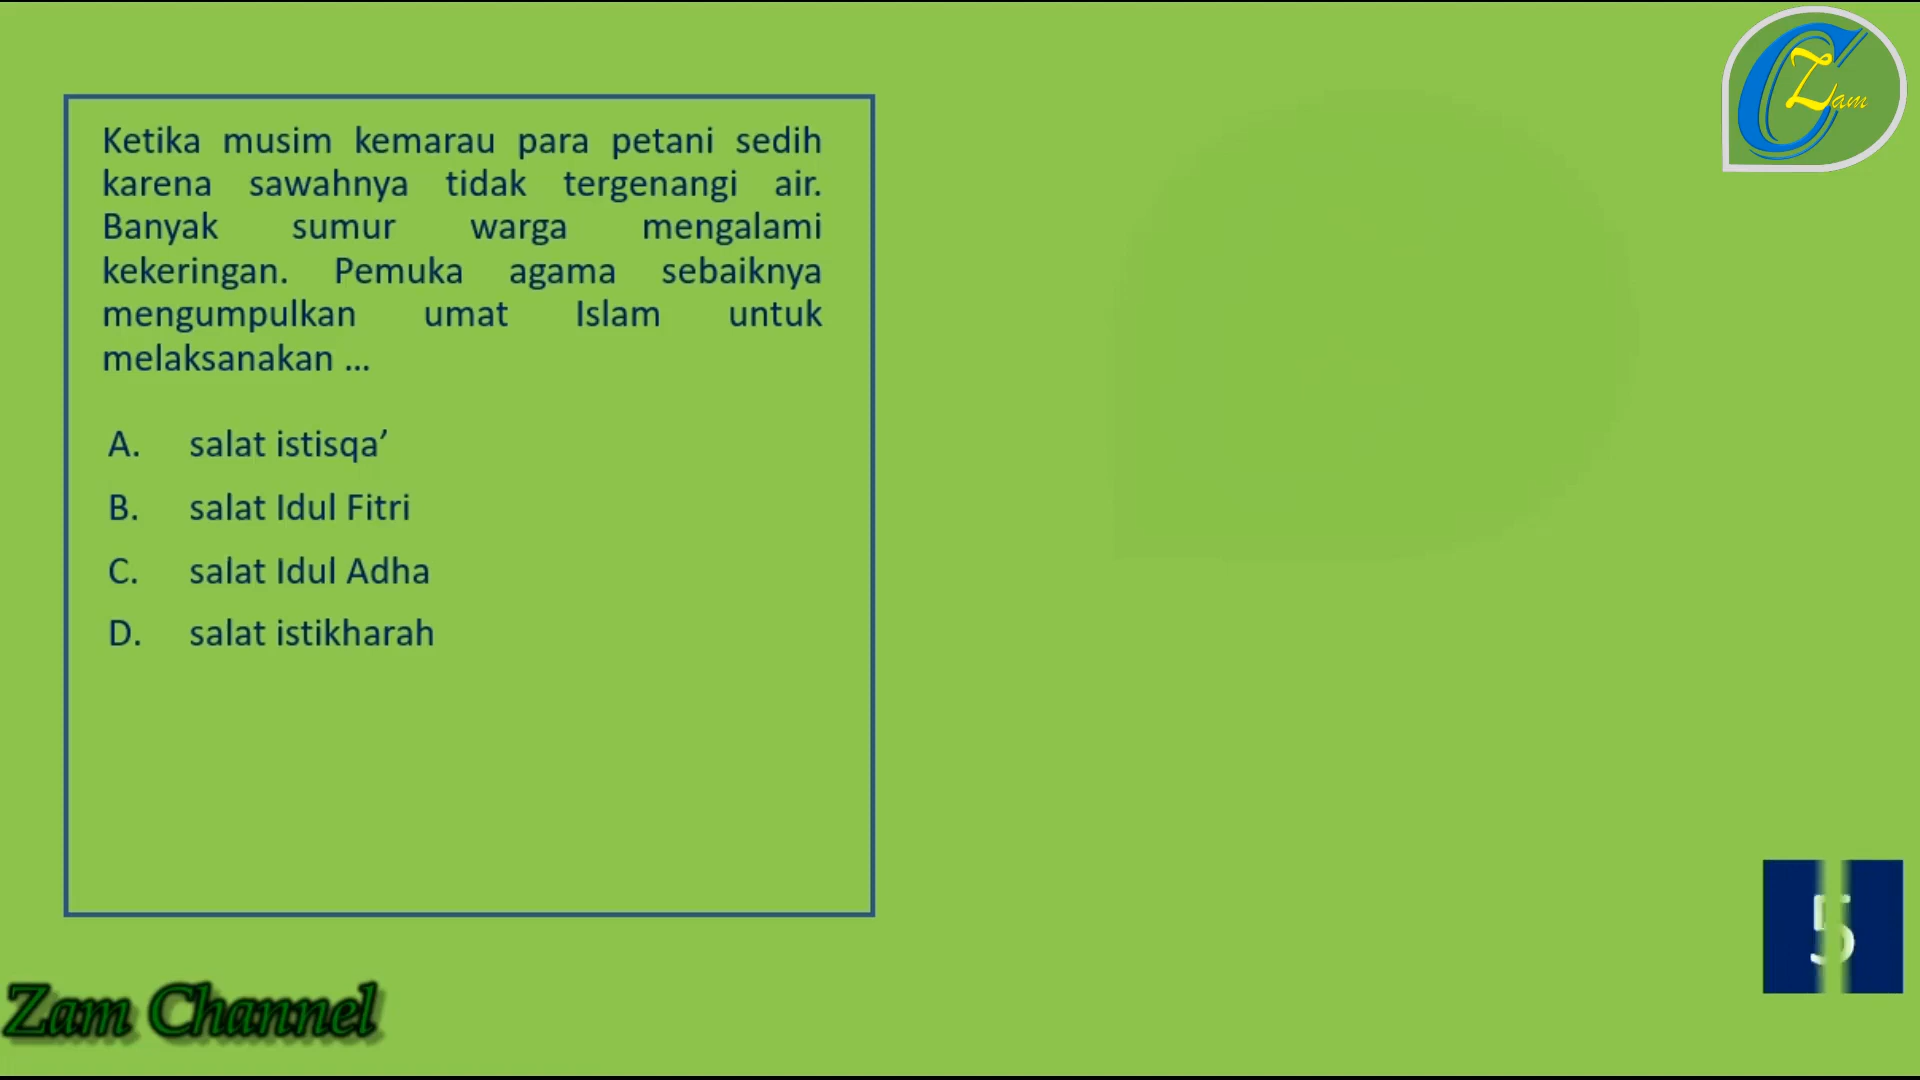 Ketika musim kemarau para petani sedih
karena sawahnya tidak tergenangi air.
Banyak sumur warga mengalami
kekeringan. Pemuka agama sebaiknya
mengumpulkan umat Islam untuk
melaksanakan ...
A. salat istisqa’
B. salat Idul Fitri
C. salat Idul Adha
D. salat istikharah
C Zam
5
Zam Channel